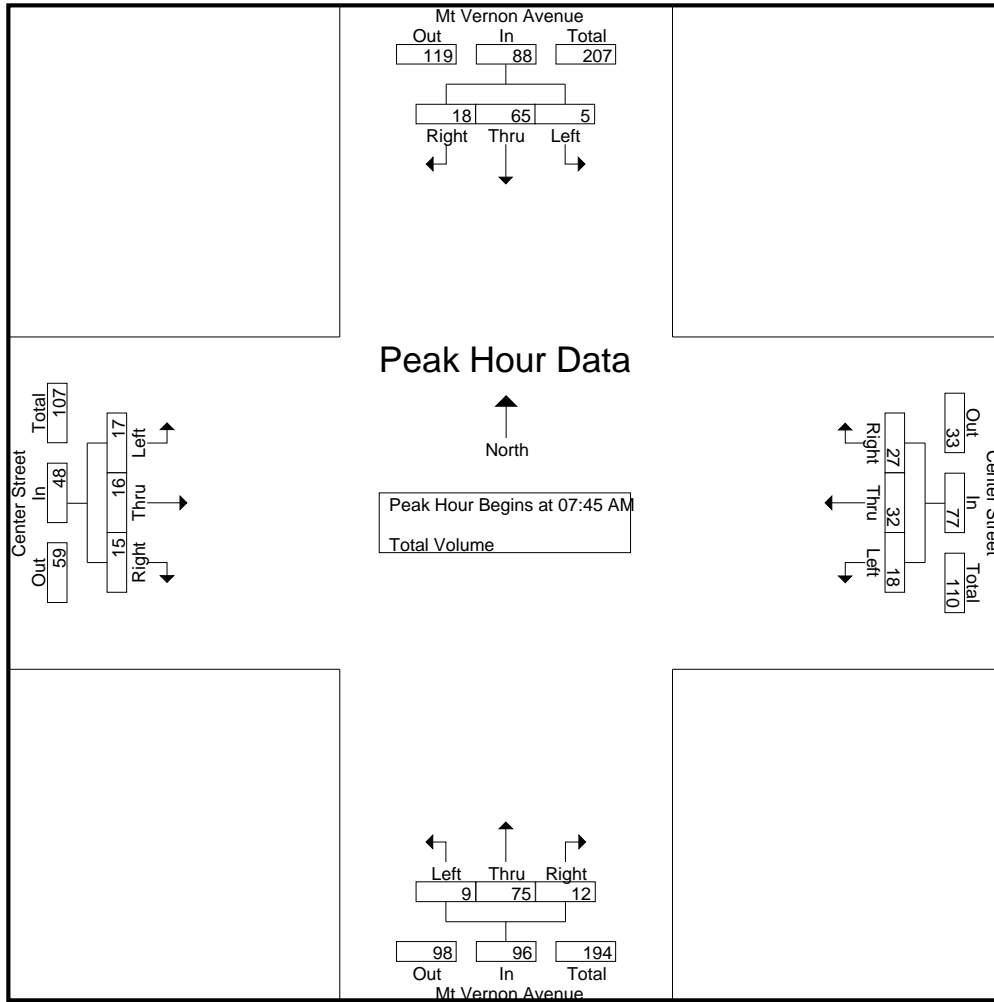 Mt Vernon Avenue
Out In Total
119 88 207
18 65 5
Right Thru Left
Peak Hour Data
North
Peak Hour Begins at 07:45 AM
Total Volume
Center Street
Out In Total
59 48 107
17 16 15
Left Thru Right
Center Street
Out In Total
33 77 110
27 32 18
Right Thru Left
Left Thru Right
9 75 12
98 96 194
Out In Total
Mt Vernon Avenue